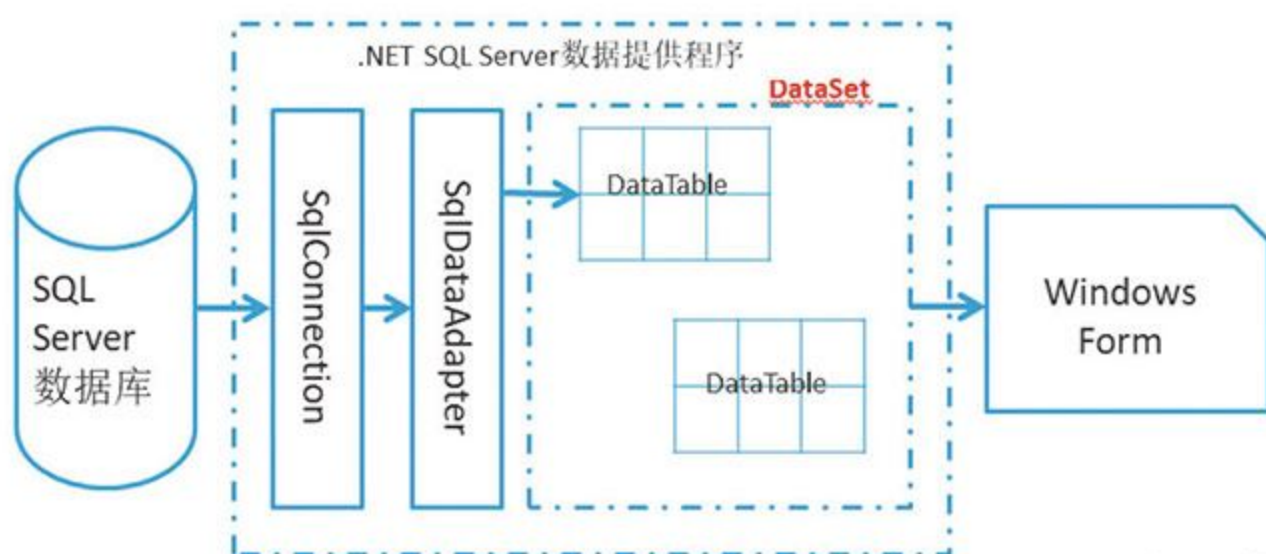 .NET SQL Server数据提供程序
DataSet
SQL
Server
数据库
SqlConnection
SqlDataAdapter
DataTable
DataTable
Windows
Form